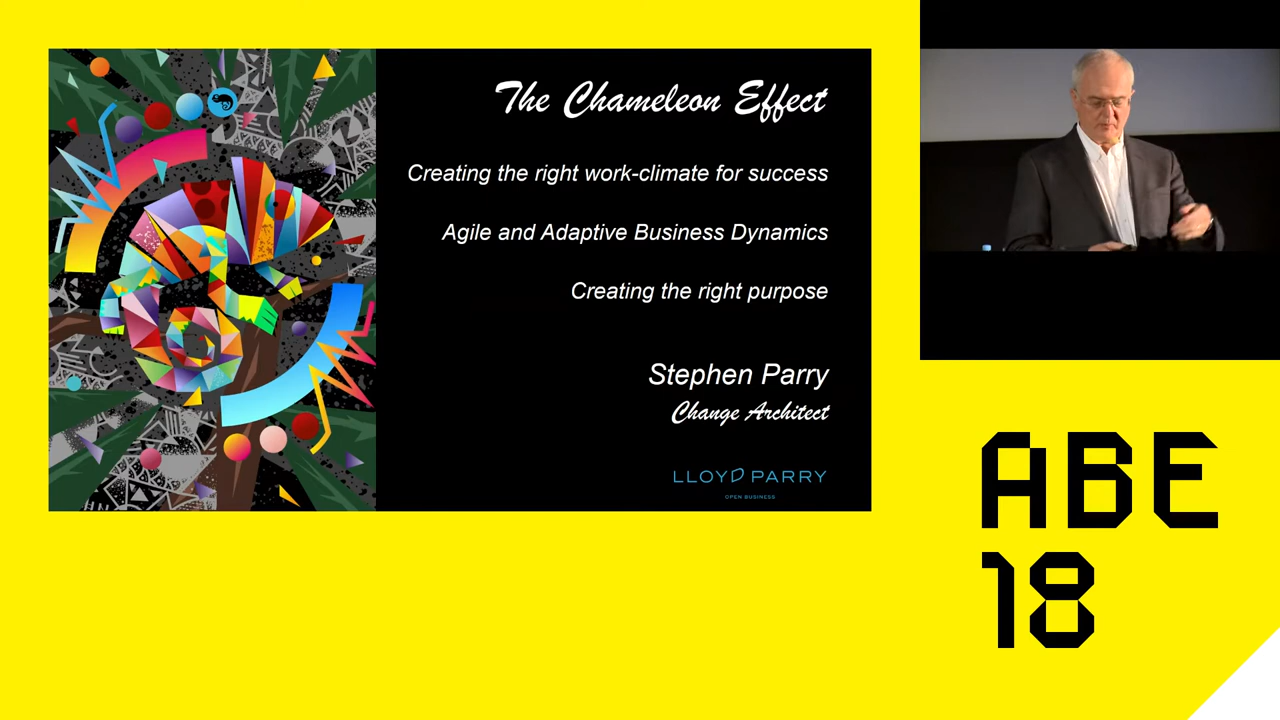 The Chameleon Effect
Creating the right work-climate for success
Agile and Adaptive Business Dynamics
Creating the right purpose
Stephen Parry
Change Architect
LLOYD PARRY
OPEN BUSINESS
ABE
18